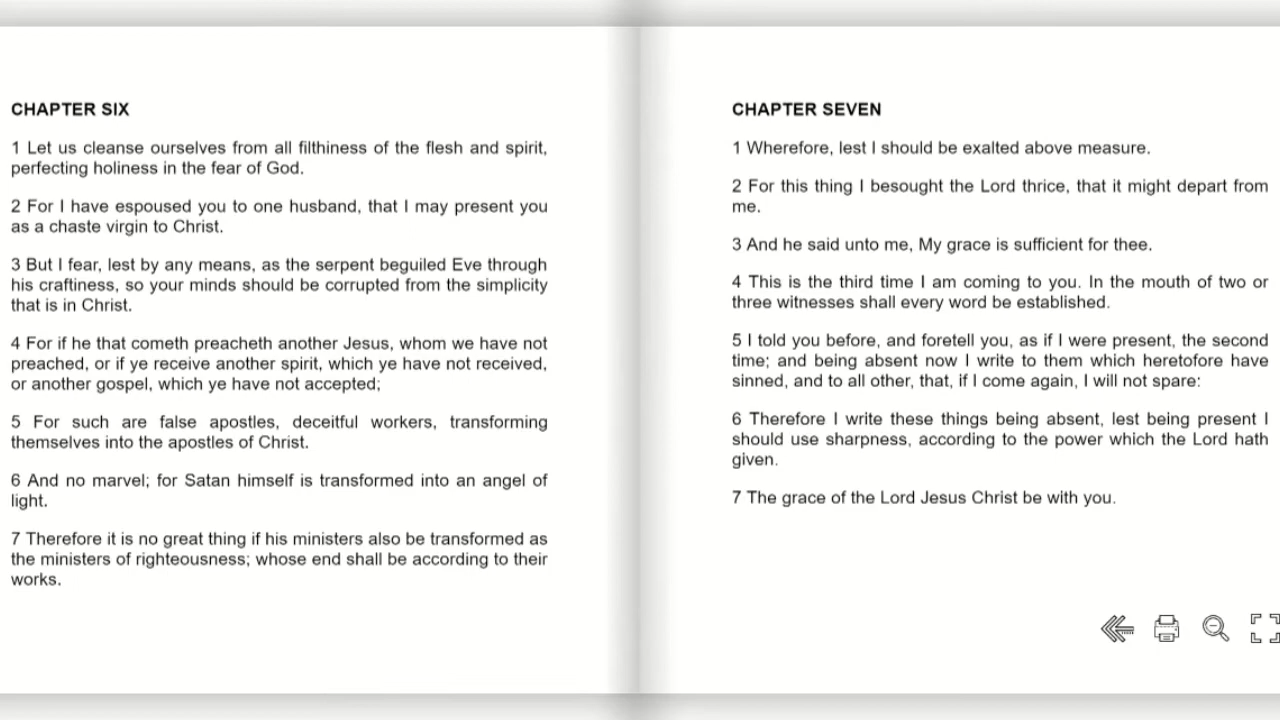 CHAPTER SIX
1 Let us cleanse ourselves from all filthiness of the flesh and spirit,
perfecting holiness in the fear of God.
2 For I have espoused you to one husband, that I may present you
as a chaste virgin to Christ.
3 But I fear, lest by any means, as the serpent beguiled Eve through
his craftiness, so your minds should be corrupted from the simplicity
that is in Christ.
4 For if he that cometh preacheth another Jesus, whom we have not
preached, or if ye receive another spirit, which ye have not received,
or another gospel, which ye have not accepted;
5 For such are false apostles, deceitful workers, transforming
themselves into the apostles of Christ.
6 And no marvel; for Satan himself is transformed into an angel of
light.
7 Therefore it is no great thing if his ministers also be transformed as
the ministers of righteousness; whose end shall be according to their
works.
CHAPTER SEVEN
1 Wherefore, lest I should be exalted above measure.
2 For this thing I besought the Lord thrice, that it might depart from
me.
3 And he said unto me, My grace is sufficient for thee.
4 This is the third time I am coming to you. In the mouth of two or
three witnesses shall every word be established.
5 I told you before, and foretell you, as if I were present, the second
time; and being absent now I write to them which heretofore have
sinned, and to all other, that, if I come again, I will not spare:
6 Therefore I write these things being absent, lest being present I
should use sharpness, according to the power which the Lord hath
given.
7 The grace of the Lord Jesus Christ be with you.